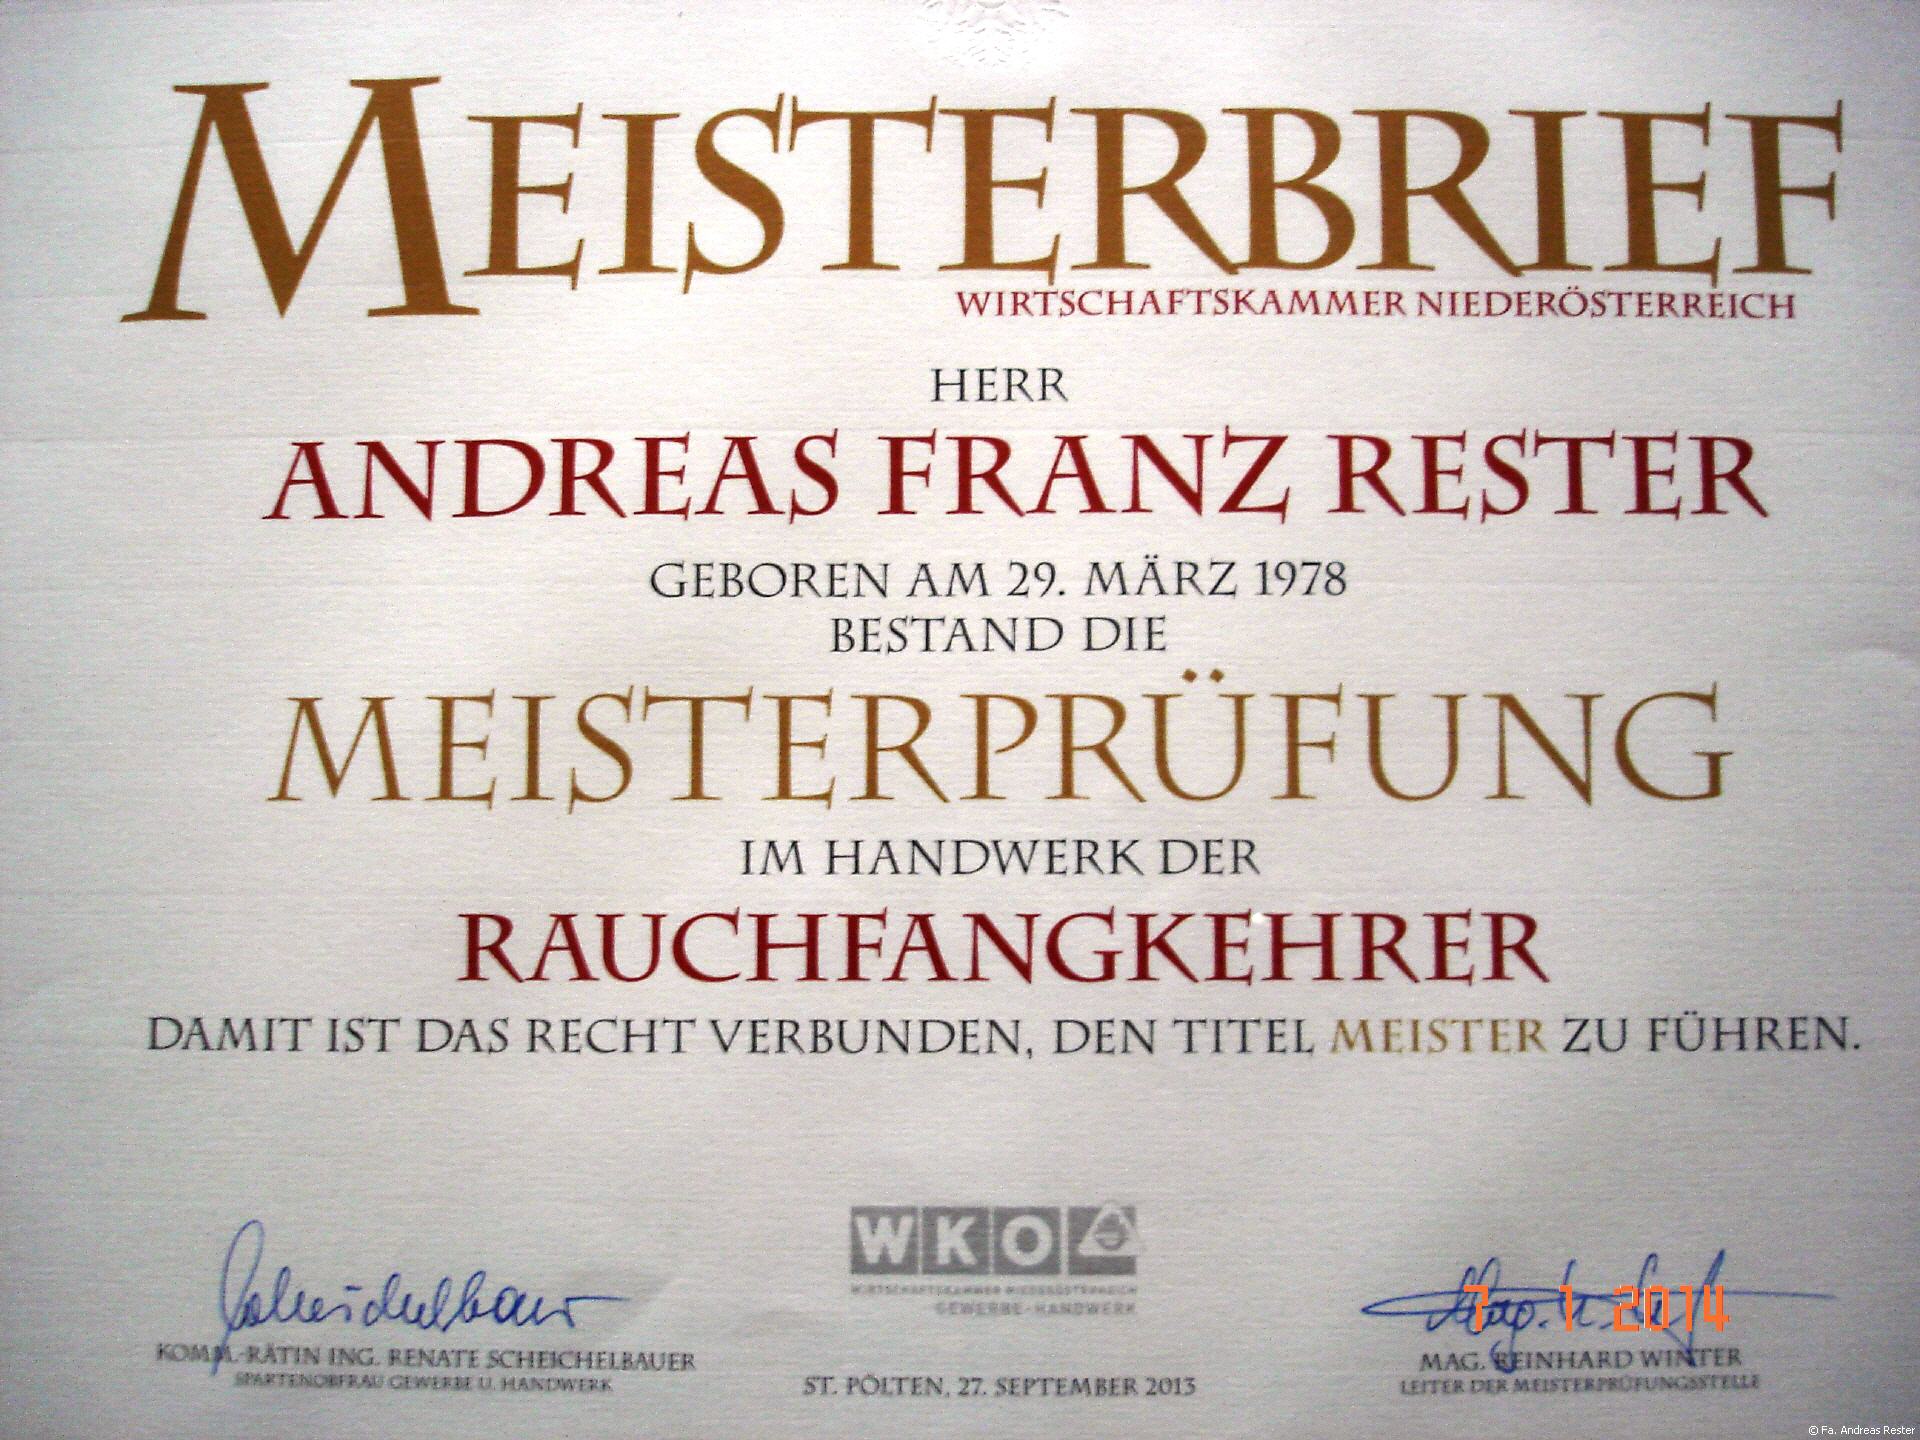 MEISTERBRIEF
WIRTSCHAFTSKAMMER NIEDERÖSTERREICH
HERR
ANDREAS FRANZ RESTER
GEBOREN AM 29. MÄRZ 1978
BESTAND DIE
MEISTERPRÜFUNG
IM HANDWERK DER
RAUCHFANGKEHRER
DAMIT IST DAS RECHT VERBUNDEN, DEN TITEL MEISTER ZU FÜHREN.
WKO
WIRTSCHAFTSKAMMER NIEDERÖSTERREICH
GEWERBE-HANDWERK
Scheichelbauer
KOMM.-RÄTIN ING. RENATE SCHEICHELBAUER
SPARTENOBFRAU GEWERBE U. HANDWERK
ST. PÖLTEN, 27. SEPTEMBER 2013
7 1 2014
MAG. REINHARD WINTER
LEITER DER MEISTERPRÜFUNGSSTELLE
© Fa. Andreas Rester